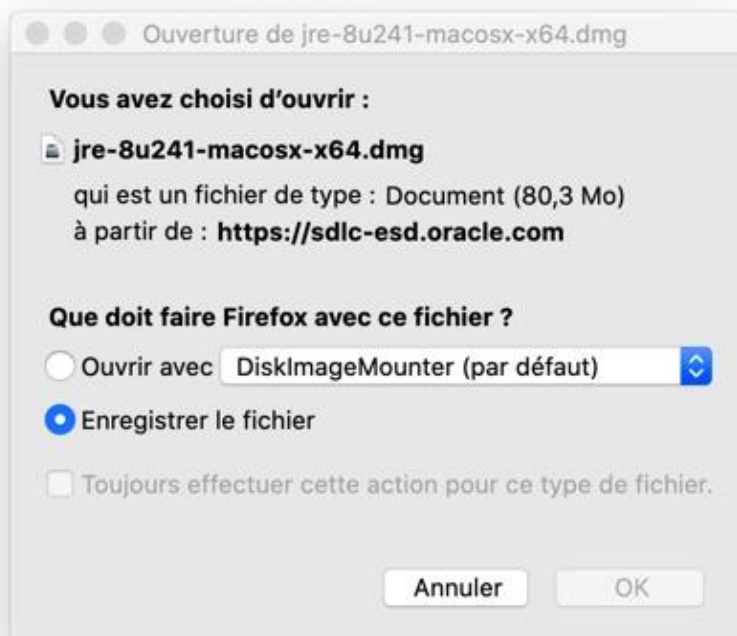 Ouverture de jre-8u241-macosx-x64.dmg
Vous avez choisi d’ouvrir :
jre-8u241-macosx-x64.dmg
qui est un fichier de type : Document (80,3 Mo)
à partir de : https://sdlc-esd.oracle.com
Que doit faire Firefox avec ce fichier ?
Ouvrir avec DiskImageMounter (par défaut)
Enregistrer le fichier
Toujours effectuer cette action pour ce type de fichier.
Annuler OK